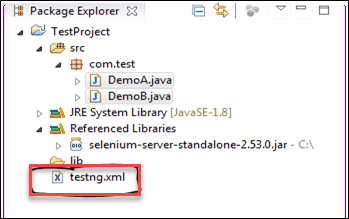 Package Explorer
TestProject
src
com.test
DemoA.java
DemoB.java
JRE System Library [JavaSE-1.8]
Referenced Libraries
selenium-server-standalone-2.53.0.jar - C:\
lib
testng.xml